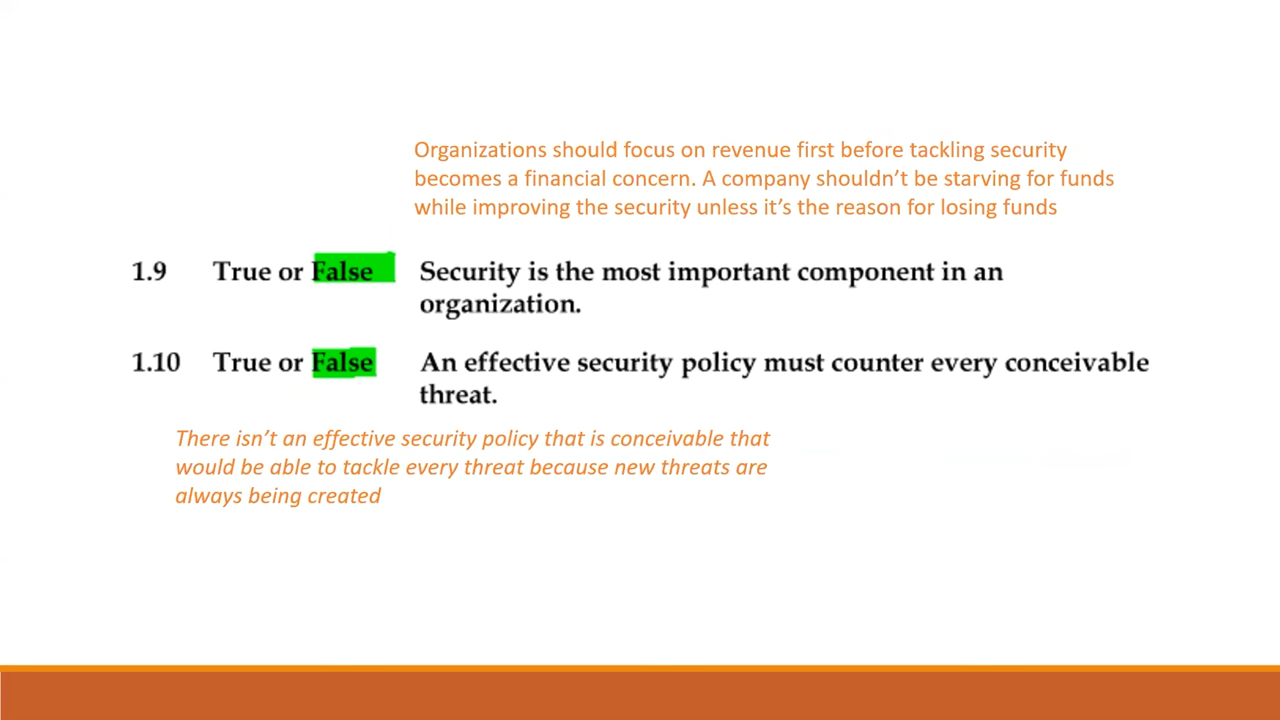 Organizations should focus on revenue first before tackling security
becomes a financial concern. A company shouldn’t be starving for funds
while improving the security unless it’s the reason for losing funds
1.9 True or False Security is the most important component in an
organization.
1.10 True or False An effective security policy must counter every conceivable
threat.
There isn’t an effective security policy that is conceivable that
would be able to tackle every threat because new threats are
always being created